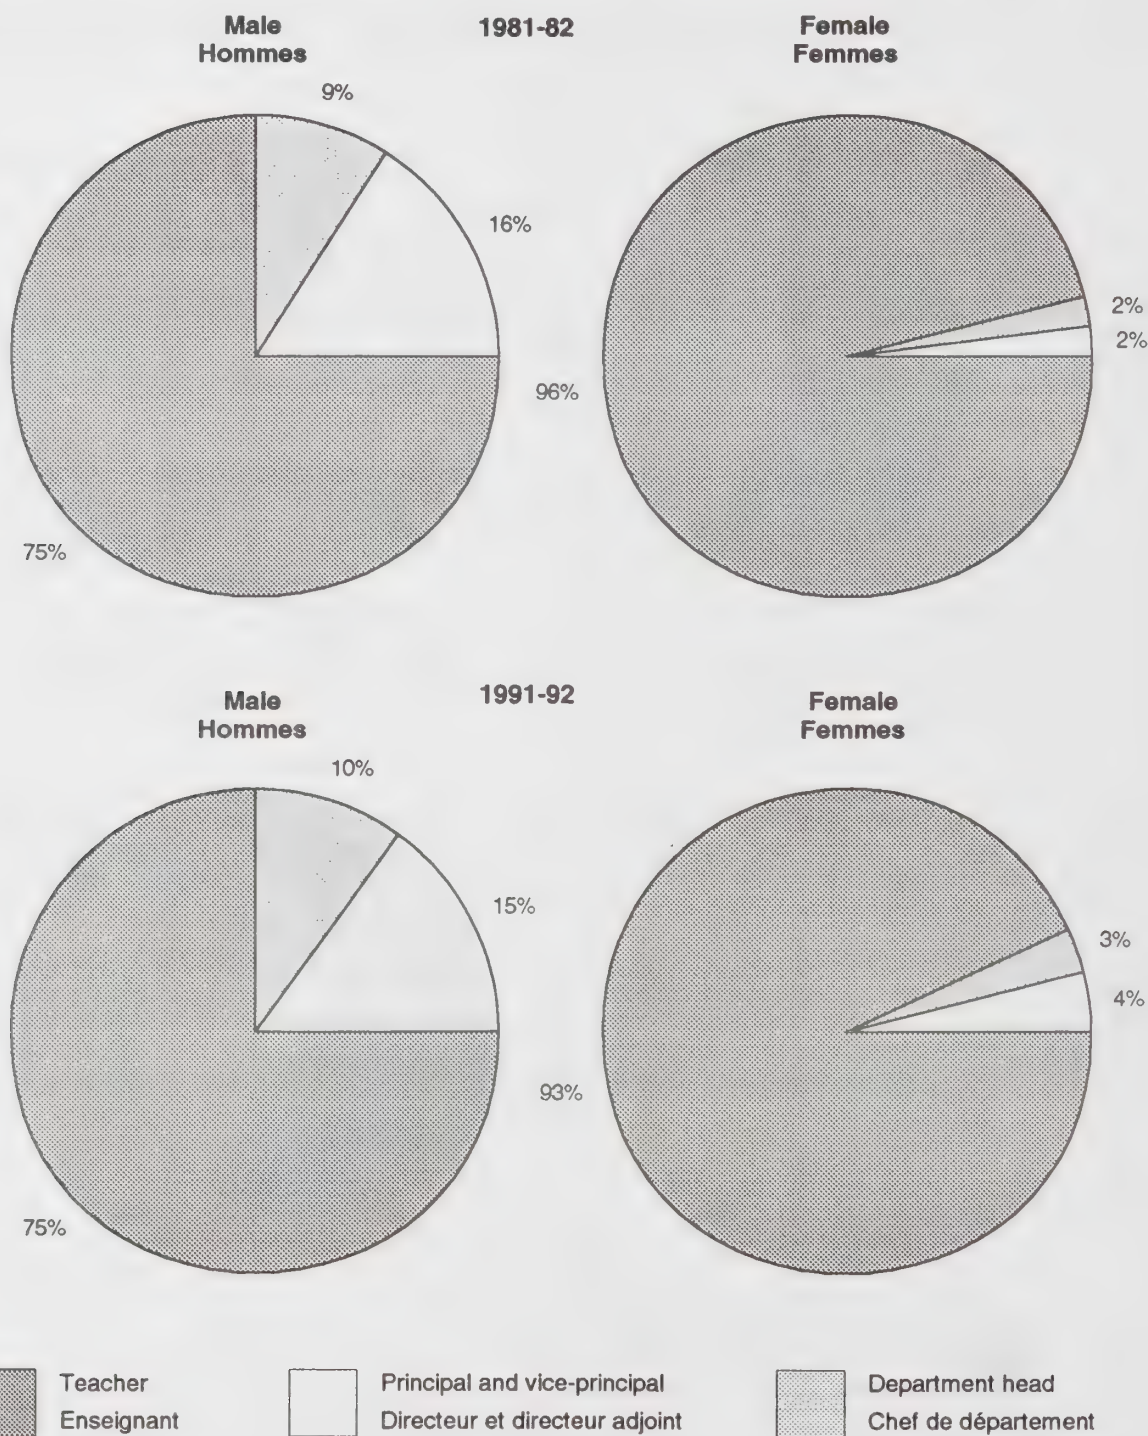 Male
Hommes
1981-82
Female
Femmes
9%
16%
75%
2%
2%
96%
Male
Hommes
1991-92
Female
Femmes
10%
15%
75%
3%
4%
93%
Teacher
Enseignant
Principal and vice-principal
Directeur et directeur adjoint
Department head
Chef de département